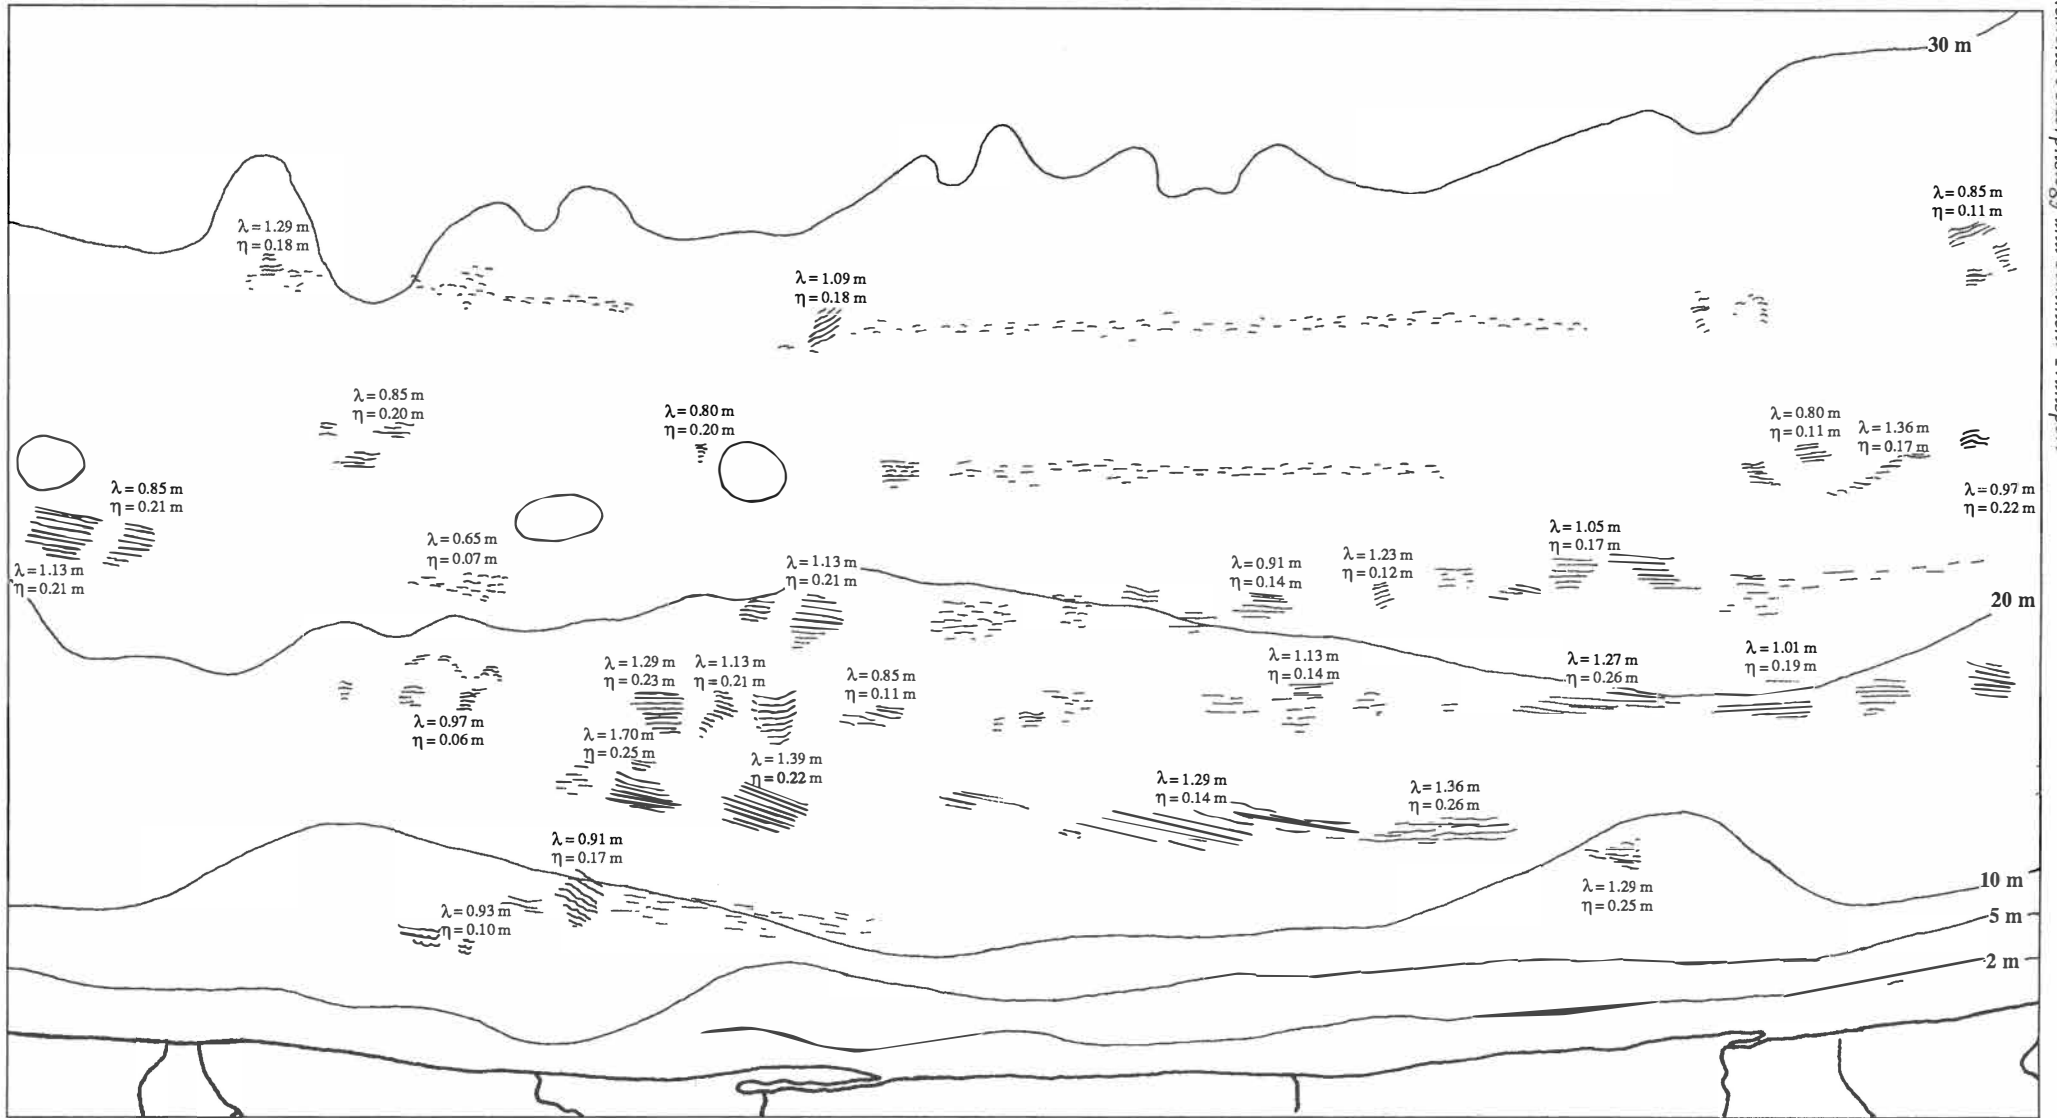 30 m
λ = 0.85 m
η = 0.11 m
λ = 1.29 m
η = 0.18 m
λ = 1.09 m
η = 0.18 m
λ = 0.85 m
η = 0.20 m
λ = 0.80 m
η = 0.20 m
λ = 0.80 m
η = 0.11 m
λ = 1.36 m
η = 0.17 m
λ = 0.85 m
η = 0.21 m
λ = 0.97 m
η = 0.22 m
λ = 0.65 m
η = 0.07 m
λ = 1.05 m
η = 0.17 m
λ = 1.13 m
η = 0.21 m
λ = 1.13 m
η = 0.21 m
λ = 0.91 m
η = 0.14 m
λ = 1.23 m
η = 0.12 m
20 m
λ = 1.29 m
η = 0.23 m
λ = 1.13 m
η = 0.21 m
λ = 0.85 m
η = 0.11 m
λ = 1.13 m
η = 0.14 m
λ = 1.27 m
η = 0.26 m
λ = 1.01 m
η = 0.19 m
λ = 0.97 m
η = 0.06 m
λ = 1.70 m
η = 0.25 m
λ = 1.39 m
η = 0.22 m
λ = 1.29 m
η = 0.14 m
λ = 1.36 m
η = 0.26 m
λ = 0.91 m
η = 0.17 m
λ = 1.29 m
η = 0.25 m
10 m
λ = 0.93 m
η = 0.10 m
5 m
2 m